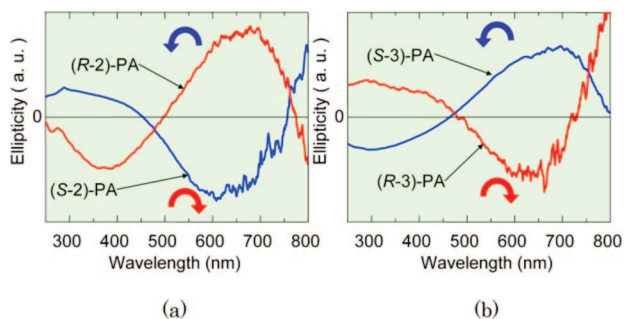 (a)
(R-2)-PA
(S-2)-PA
Ellipticity ( a. u. )
0
300 400 500 600 700 800
Wavelength (nm)
(a)
(b)
(S-3)-PA
(R-3)-PA
Ellipticity ( a. u. )
0
300 400 500 600 700 800
Wavelength (nm)
(b)